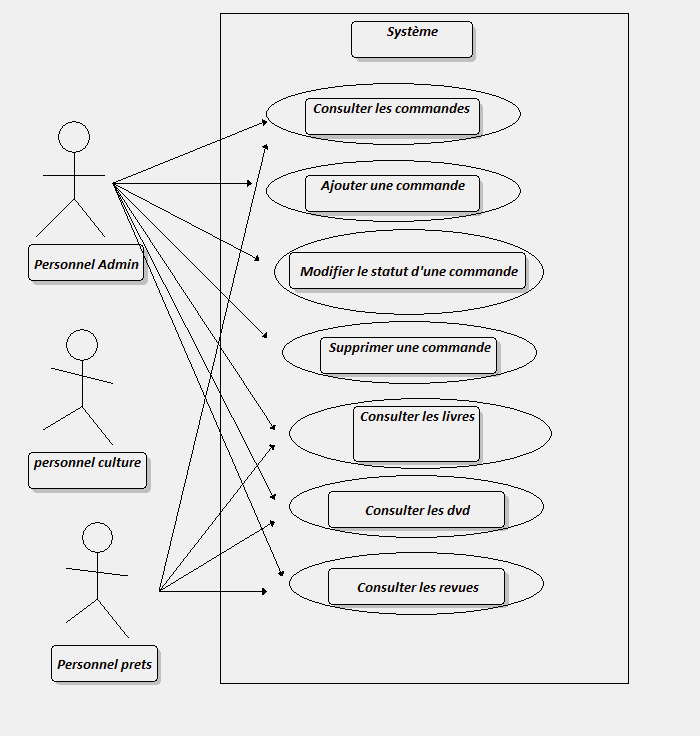 Système
Consulter les commandes
Ajouter une commande
Personnel Admin
Modifier le statut d'une commande
Supprimer une commande
Consulter les livres
personnel culture
Consulter les dvd
Consulter les revues
Personnel prets